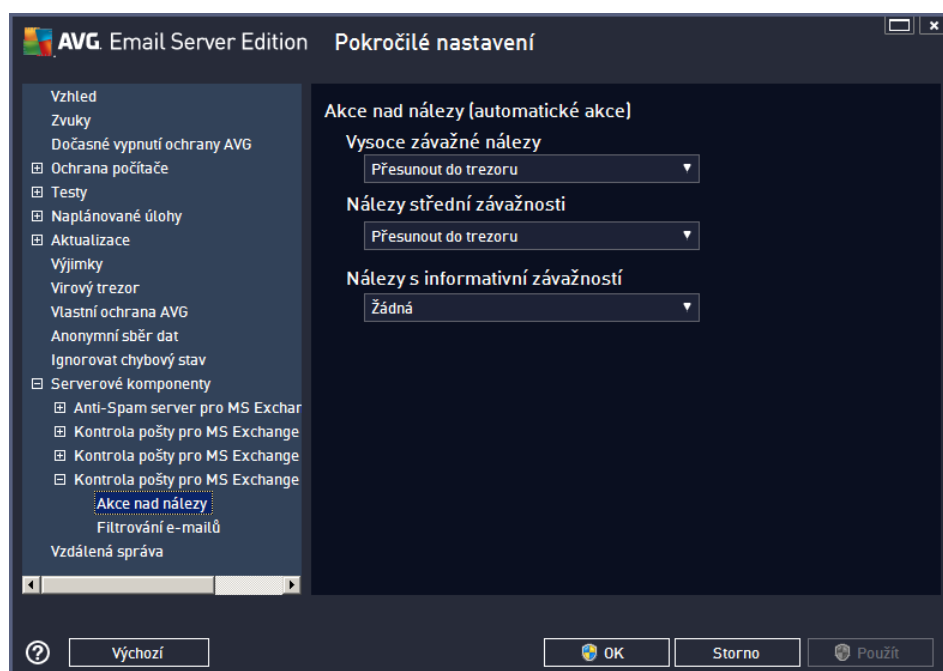 AVG. Email Server Edition Pokročilé nastavení
Vzhled
Zvuky
Dočasné vypnutí ochrany AVG
Ochrana počítače
Testy
Naplánované úlohy
Aktualizace
Výjimky
Virový trezor
Vlastní ochrana AVG
Anonymní sběr dat
Ignorovat chybový stav
Serverové komponenty
Anti-Spam server pro MS Exchar
Kontrola pošty pro MS Exchange
Kontrola pošty pro MS Exchange
Kontrola pošty pro MS Exchange
Akce nad nálezy
Filtrování e-mailů
Vzdálená správa
Akce nad nálezy (automatické akce)
Vysoce závažné nálezy
Přesunout do trezoru
Nálezy střední závažnosti
Přesunout do trezoru
Nálezy s informativní závažností
Žádná
Výchozí
OK
Storno
Použít